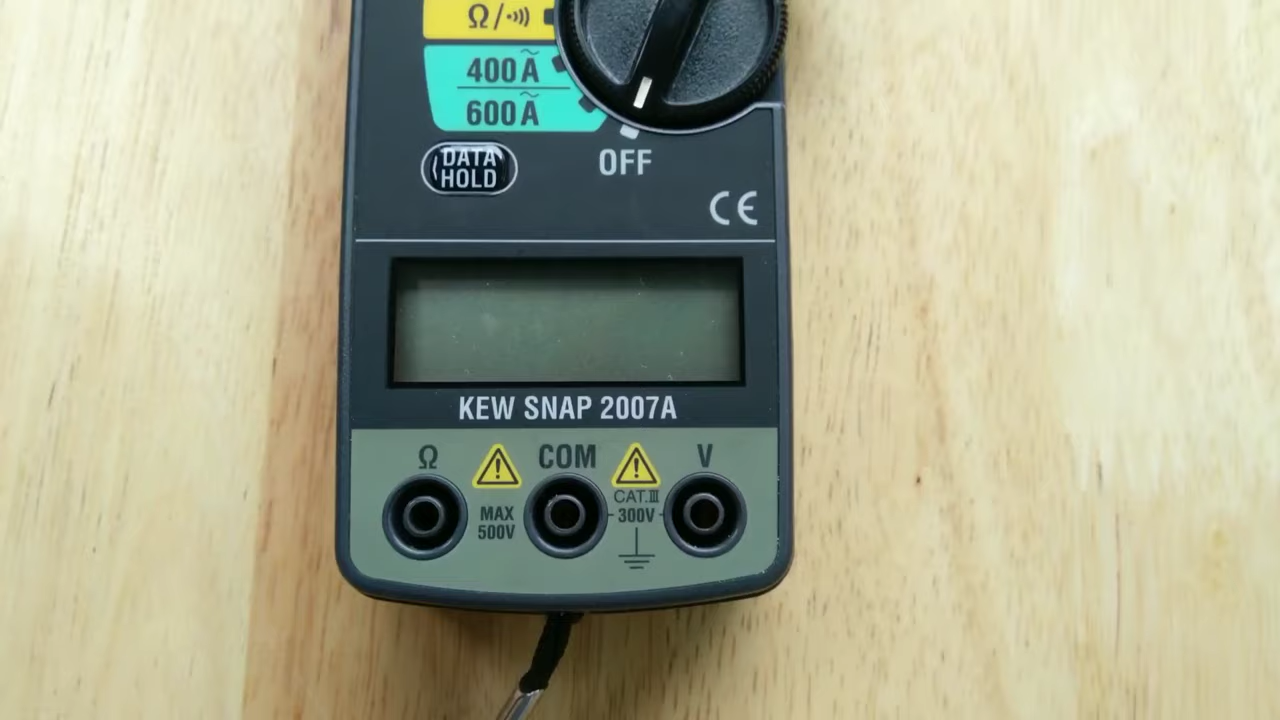 Ω/•)))
400Ã
600Ã
DATA
HOLD
OFF
CE
KEW SNAP 2007A
Ω
COM
V
MAX
500V
CAT.III
300V